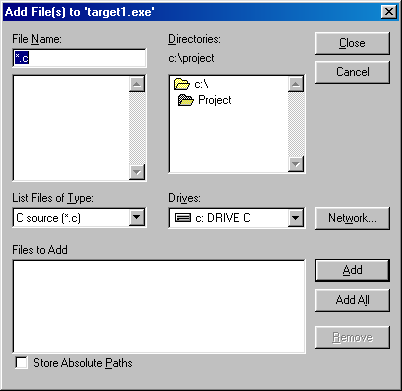 Add File(s) to 'target1.exe'
File Name:
*.c
Directories:
c:\project
c:\
Project
Close
Cancel
List Files of Type:
C source (*.c)
Drives:
c: DRIVE C
Network...
Files to Add
Add
Add All
Remove
Store Absolute Paths